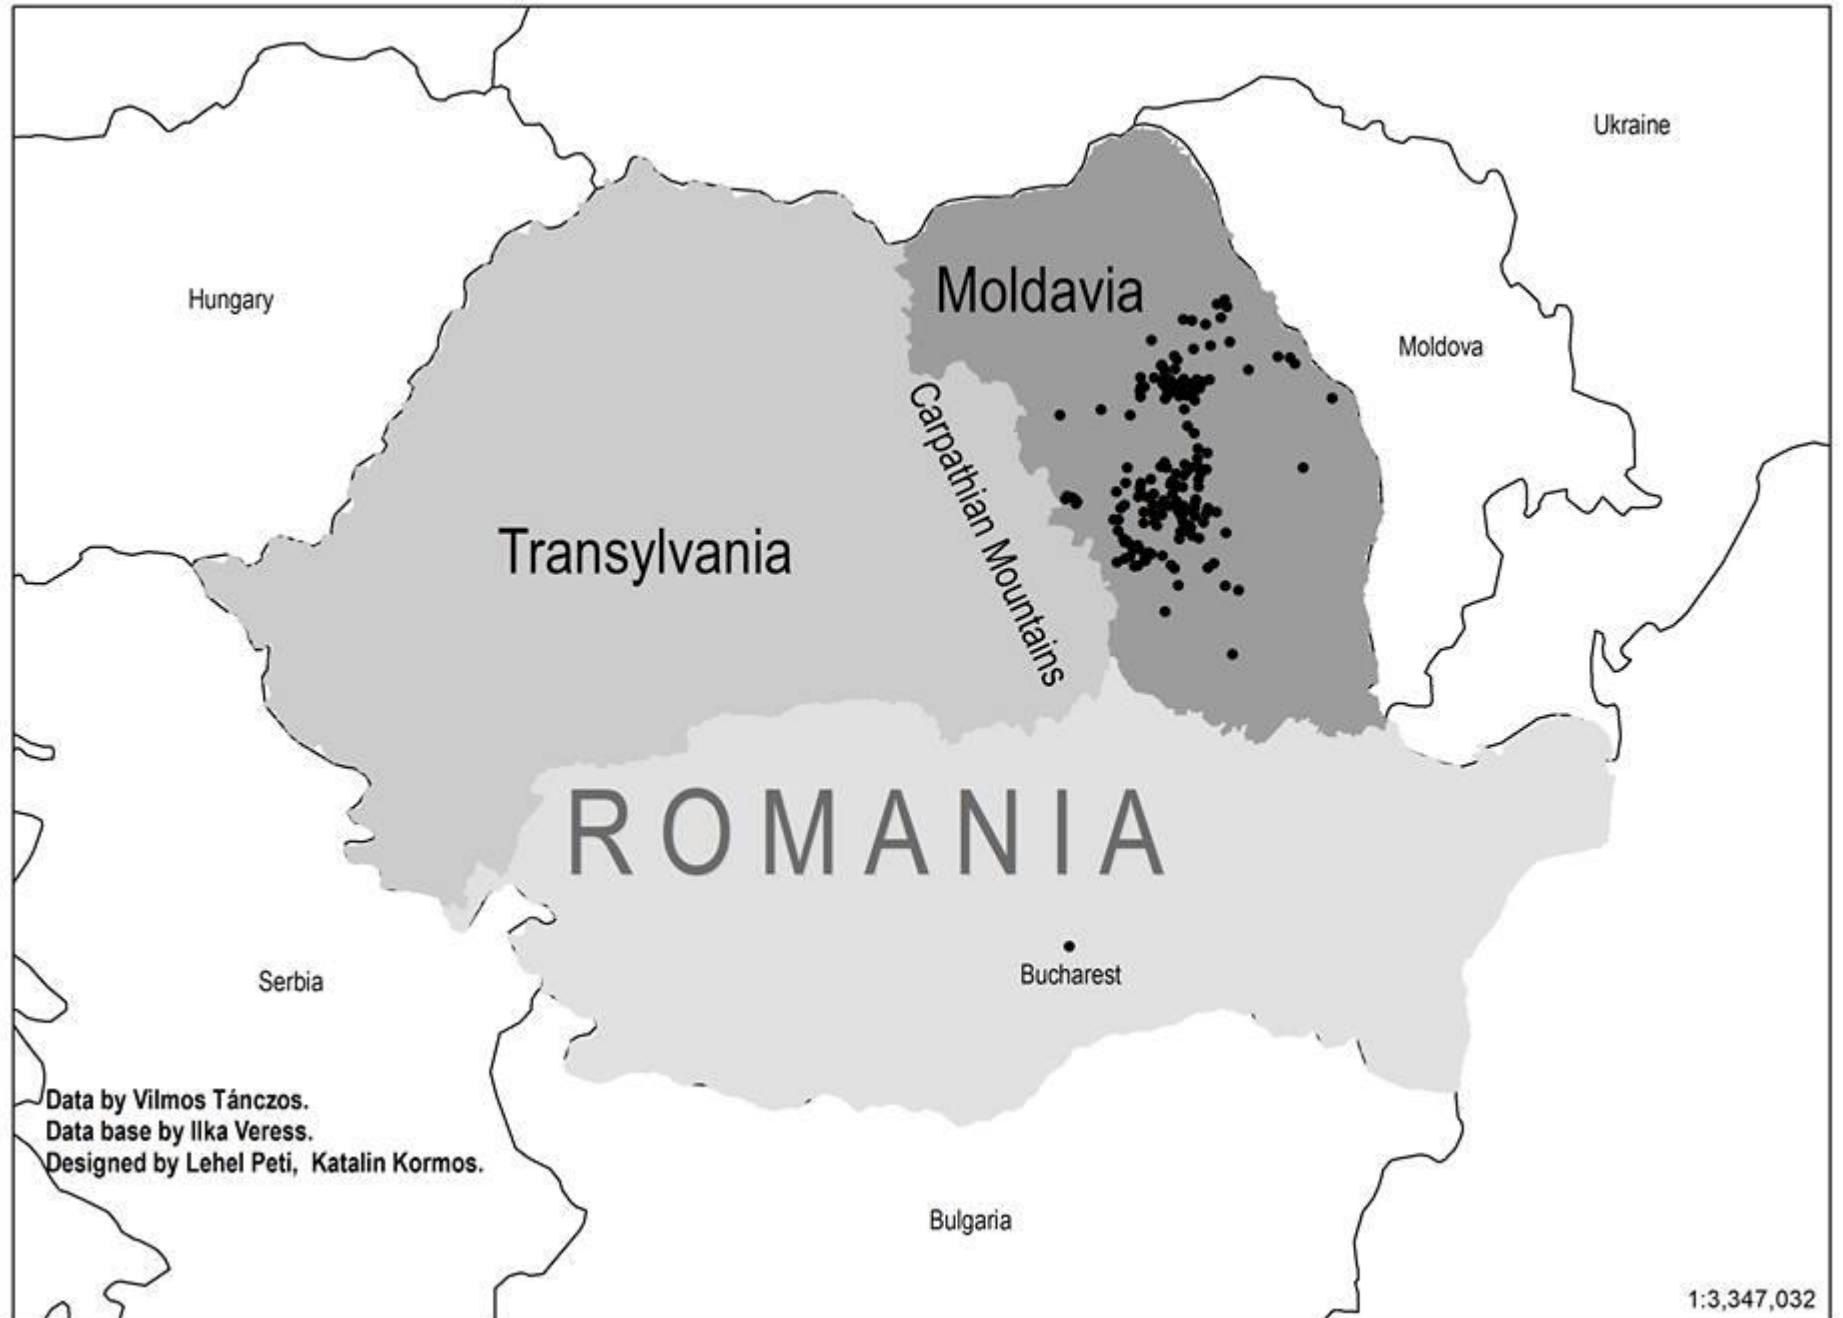 Ukraine
Moldavia
Hungary
Moldova
Carpathian Mountains
Transylvania
ROMANIA
Bucharest
Serbia
Data by Vilmos Tánczos.
Data base by Ilka Veress.
Designed by Lehel Peti, Katalin Kormos.
Bulgaria
1:3,347,032